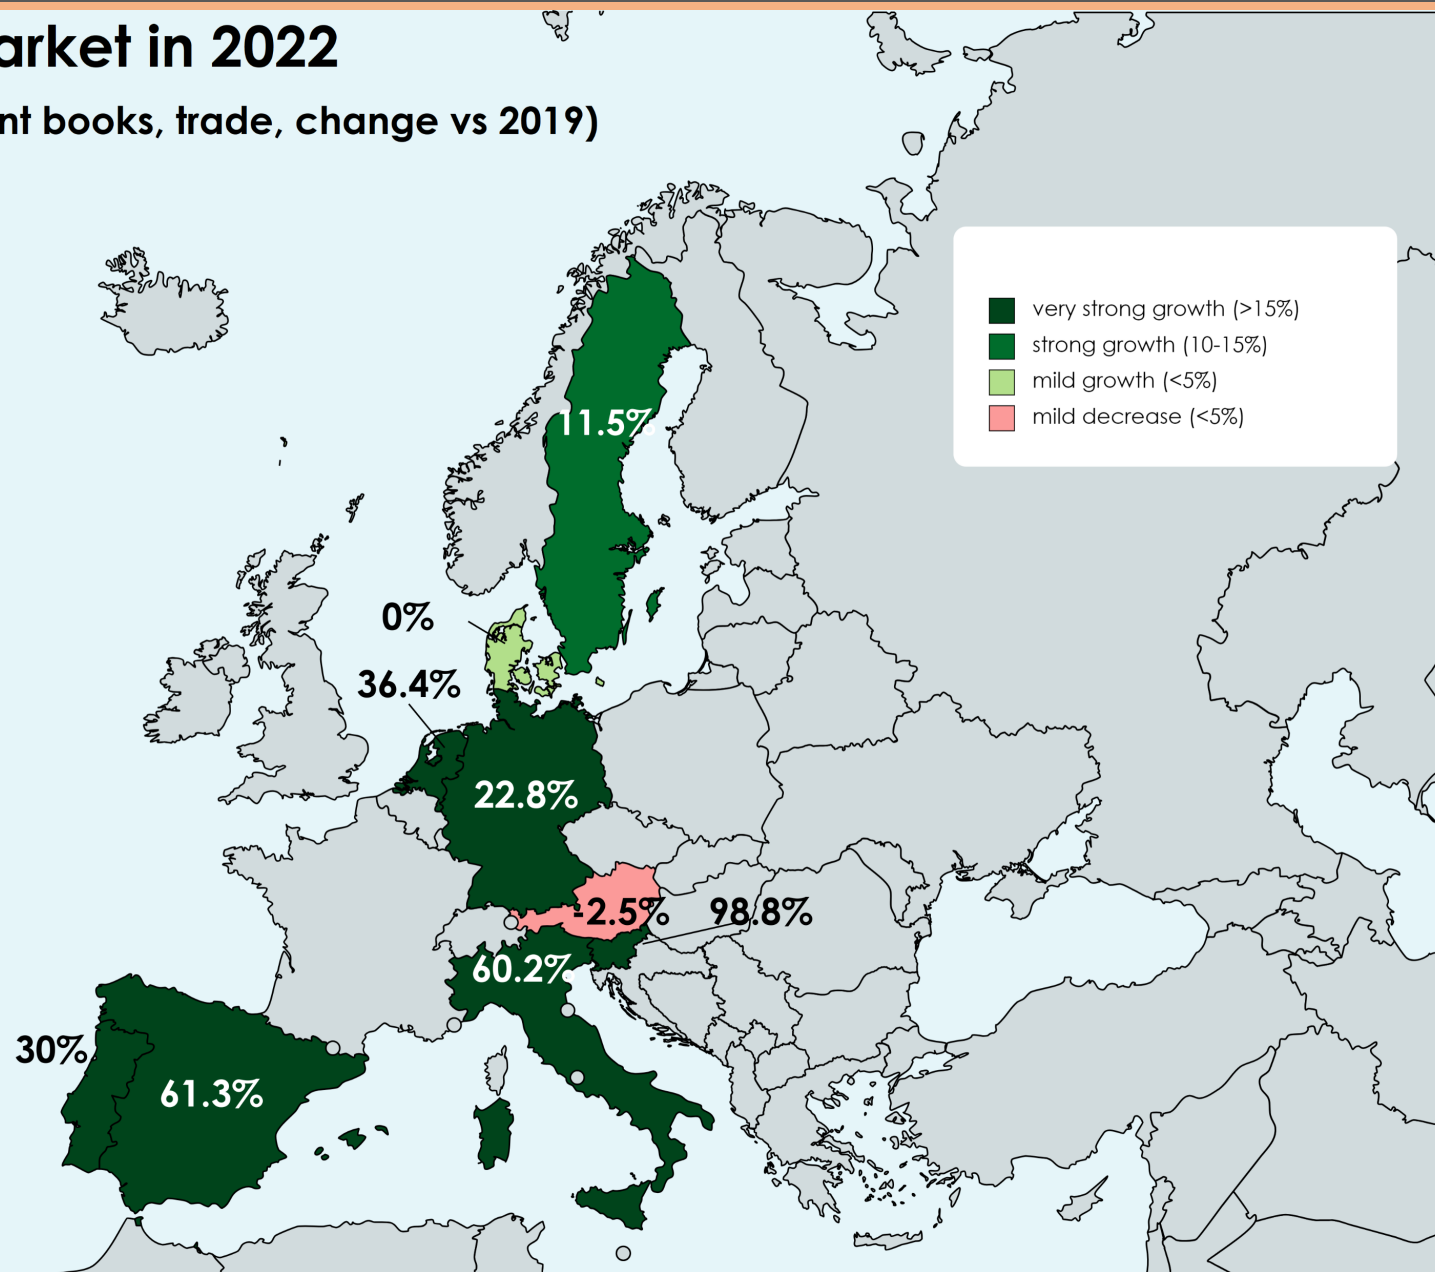 arket in 2022
nt books, trade, change vs 2019)
very strong growth (>15%)
strong growth (10-15%)
mild growth (<5%)
mild decrease (<5%)
11.5%
0%
36.4%
22.8%
-2.5%
98.8%
60.2%
30%
61.3%